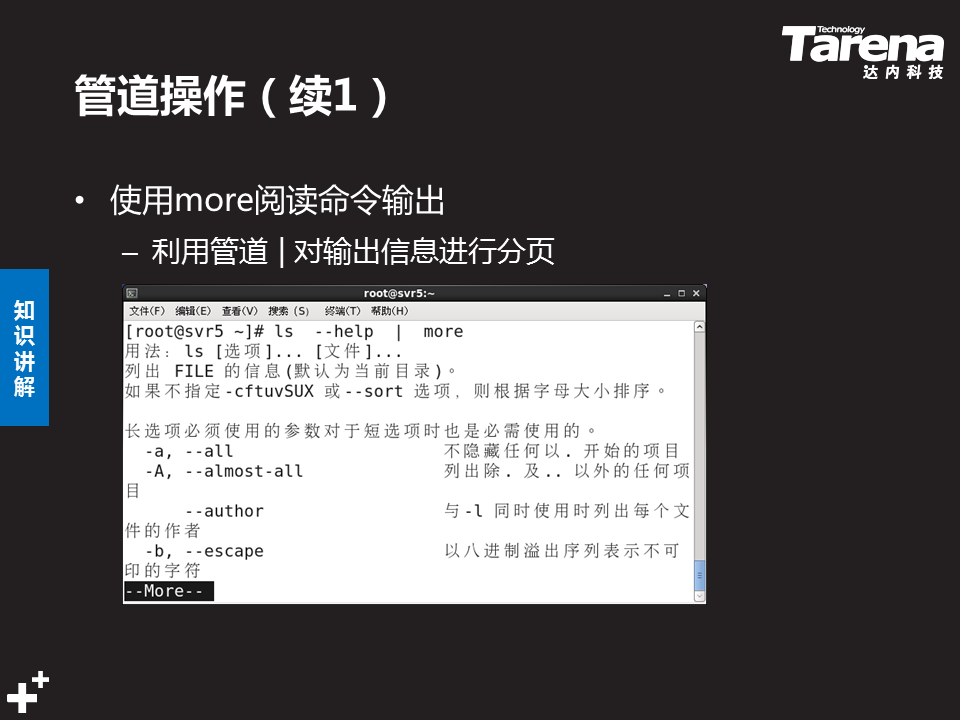 Technology
Tarena
达内科技
管道操作（续1）
• 使用more阅读命令输出
– 利用管道 | 对输出信息进行分页
知识讲解
root@svr5:~
文件(F) 编辑(E) 查看(V) 搜索 (S) 终端(T) 帮助(H)
[root@svr5 ~]# ls --help | more
用法：ls [选项]... [文件]...
列出 FILE 的信息(默认为当前目录)。
如果不指定-cftuvSUX 或--sort 选项，则根据字母大小排序。
长选项必须使用的参数对于短选项时也是必需使用的。
-a, --all 不隐藏任何以. 开始的项目
-A, --almost-all 列出除. 及.. 以外的任何项
目
--author 与-l 同时使用时列出每个文
件的作者
-b, --escape 以八进制溢出序列表示不可
印的字符
--More--